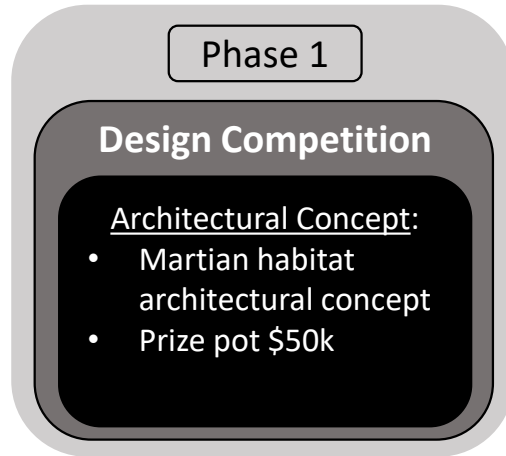 Phase 1
Design Competition
Architectural Concept:
• Martian habitat
architectural concept
• Prize pot $50k